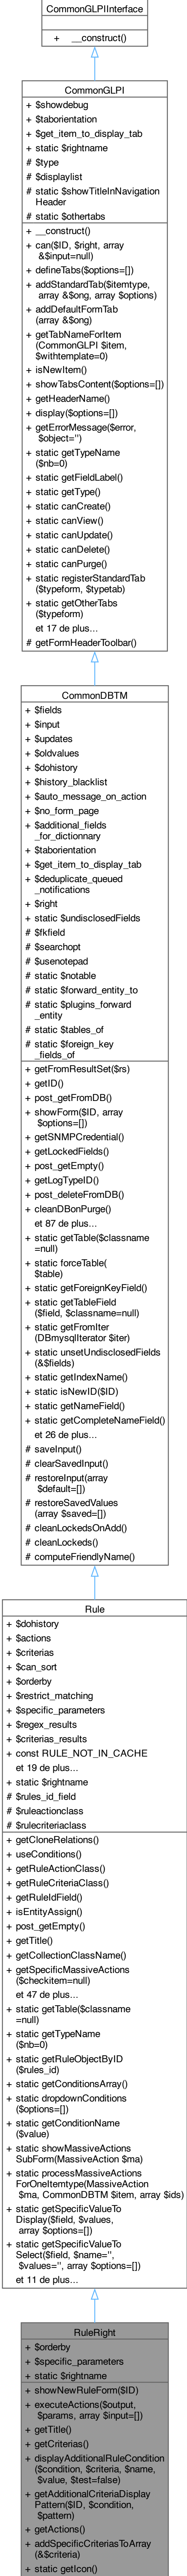 CommonGLPIInterface
+ __construct()
CommonGLPI
+ $showdebug
+ $taborientation
+ $get_item_to_display_tab
+ static $rightname
# $type
# $displaylist
# static $showTitleInNavigation
Header
# static $othertabs
+ __construct()
+ can($ID, $right, array
&$input=null)
+ defineTabs($options=[])
+ addStandardTab($itemtype,
array &$ong, array $options)
+ addDefaultFormTab
(array &$ong)
+ getTabNameForItem
(CommonGLPI $item,
$withtemplate=0)
+ isNewItem()
+ showTabsContent($options=[])
+ getHeaderName()
+ display($options=[])
+ getErrorMessage($error,
$object='')
+ static getTypeName
($nb=0)
+ static getFieldLabel()
+ static getType()
+ static canCreate()
+ static canView()
+ static canUpdate()
+ static canDelete()
+ static canPurge()
+ static registerStandardTab
($typeform, $typetab)
+ static getOtherTabs
($typeform)
et 17 de plus...
# getFormHeaderToolbar()
CommonDBTM
+ $fields
+ $input
+ $updates
+ $oldvalues
+ $dohistory
+ $history_blacklist
+ $auto_message_on_action
+ $no_form_page
+ $additional_fields
_for_dictionnary
+ $taborientation
+ $get_item_to_display_tab
+ $deduplicate_queued
_notifications
+ $right
+ static $undisclosedFields
# $fkfield
# $searchopt
# $usenotepad
# static $notable
# static $forward_entity_to
# static $plugins_forward
_entity
# static $tables_of
# static $foreign_key
_fields_of
+ getFromResultSet($rs)
+ getID()
+ post_getFromDB()
+ showForm($ID, array
$options=[])
+ getSNMPCredential()
+ getLockedFields()
+ post_getEmpty()
+ getLogTypeID()
+ post_deleteFromDB()
+ cleanDBonPurge()
et 87 de plus...
+ static getTable($classname
=null)
+ static forceTable(
$table)
+ static getForeignKeyField()
+ static getTableField
($field, $classname=null)
+ static getFromIter
(DBmysqlIterator $iter)
+ static unsetUndisclosedFields
(&$fields)
+ static getIndexName()
+ static isNewID($ID)
+ static getNameField()
+ static getCompleteNameField()
et 26 de plus...
# saveInput()
# clearSavedInput()
# restoreInput(array
$default=[])
# restoreSavedValues
(array $saved=[])
# cleanLockedsOnAdd()
# cleanLockeds()
# computeFriendlyName()
Rule
+ $dohistory
+ $actions
+ $criterias
+ $can_sort
+ $orderby
+ $restrict_matching
+ $specific_parameters
+ $regex_results
+ $criterias_results
+ const RULE_NOT_IN_CACHE
et 19 de plus...
+ static $rightname
# $rules_id_field
# $ruleactionclass
# $rulecriteriaclass
+ getCloneRelations()
+ useConditions()
+ getRuleActionClass()
+ getRuleCriteriaClass()
+ getRuleIdField()
+ isEntityAssign()
+ post_getEmpty()
+ getTitle()
+ getCollectionClassName()
+ getSpecificMassiveActions
($checkitem=null)
et 47 de plus...
+ static getTable($classname
=null)
+ static getTypeName
($nb=0)
+ static getRuleObjectByID
($rules_id)
+ static getConditionsArray()
+ static dropdownConditions
($options=[])
+ static getConditionName
($value)
+ static showMassiveActions
SubForm(MassiveAction $ma)
+ static processMassiveActions
ForOneItemtype(MassiveAction
$ma, CommonDBTM $item, array $ids)
+ static getSpecificValueTo
Display($field, $values,
array $options=[])
+ static getSpecificValueTo
Select($field, $name='',
$values='', array $options=[])
et 11 de plus...
RuleRight
+ $orderby
+ $specific_parameters
+ static $rightname
+ showNewRuleForm($ID)
+ executeActions($output,
$params, array $input=[])
+ getTitle()
+ getCriterias()
+ displayAdditionalRuleCondition
($condition, $criteria, $name,
$value, $test=false)
+ getAdditionalCriteriaDisplay
Pattern($ID, $condition,
$pattern)
+ getActions()
+ addSpecificCriteriasToArray
(&$criteria)
+ static getIcon()